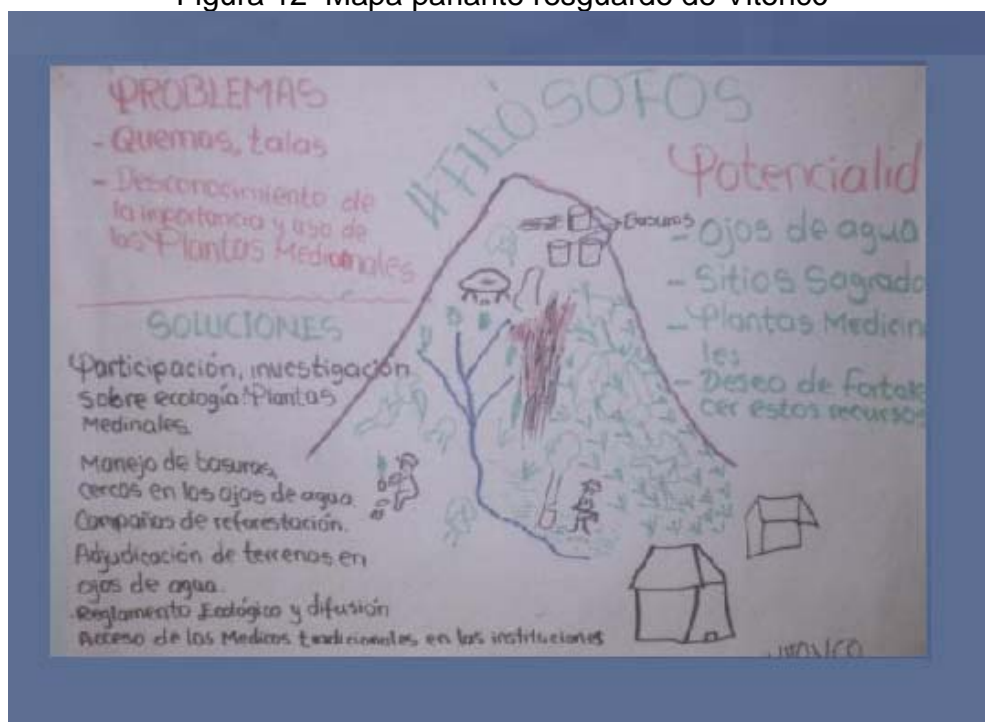 Figura 12 Mapa parlante resguardo de Vitonco
#FILÓSOFOS
PROBLEMAS
- Quemas, talas
- Desconocimiento de
la importancia y uso de
las Plantas Medicinales
SOLUCIONES
Participación, investigación
sobre ecología Plantas
Medinales.
Manejo de basuras,
cercos en los ojos de agua.
Campañas de reforestación.
Adjudicación de terrenos en
ojos de agua.
Reglamento Ecológico y difusión
Acceso de los Medicos tradicionales en las instituciones
Basuras
Potencialid
- Ojos de agua
- Sitios Sagrado
- Plantas Medicin
les
- Deseo de fortale
cer estos recursos